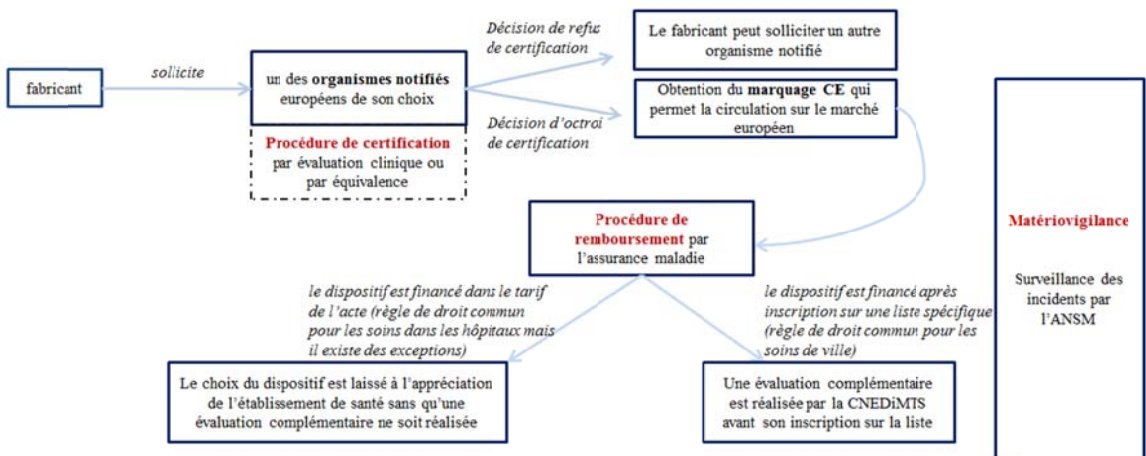 fabricant
sollicite
un des organismes notifiés
européens de son choix
Procédure de certification
par évaluation clinique ou
par équivalence
Décision de refus
de certification
Le fabricant peut solliciter un autre
organisme notifié
Décision d'octroi
de certification
Obtention du marquage CE qui
permet la circulation sur le marché
européen
Procédure de
remboursement par
l'assurance maladie
le dispositif est financé dans le tarif
de l'acte (règle de droit commun
pour les soins dans les hôpitaux mais
il existe des exceptions)
le dispositif est financé après
inscription sur une liste spécifique
(règle de droit commun pour les
soins de ville)
Le choix du dispositif est laissé à l'appréciation
de l'établissement de santé sans qu'une
évaluation complémentaire ne soit réalisée
Une évaluation complémentaire
est réalisée par la CNEDiMTS
avant son inscription sur la liste
Matériovigilance
Surveillance des
incidents par
l'ANSM